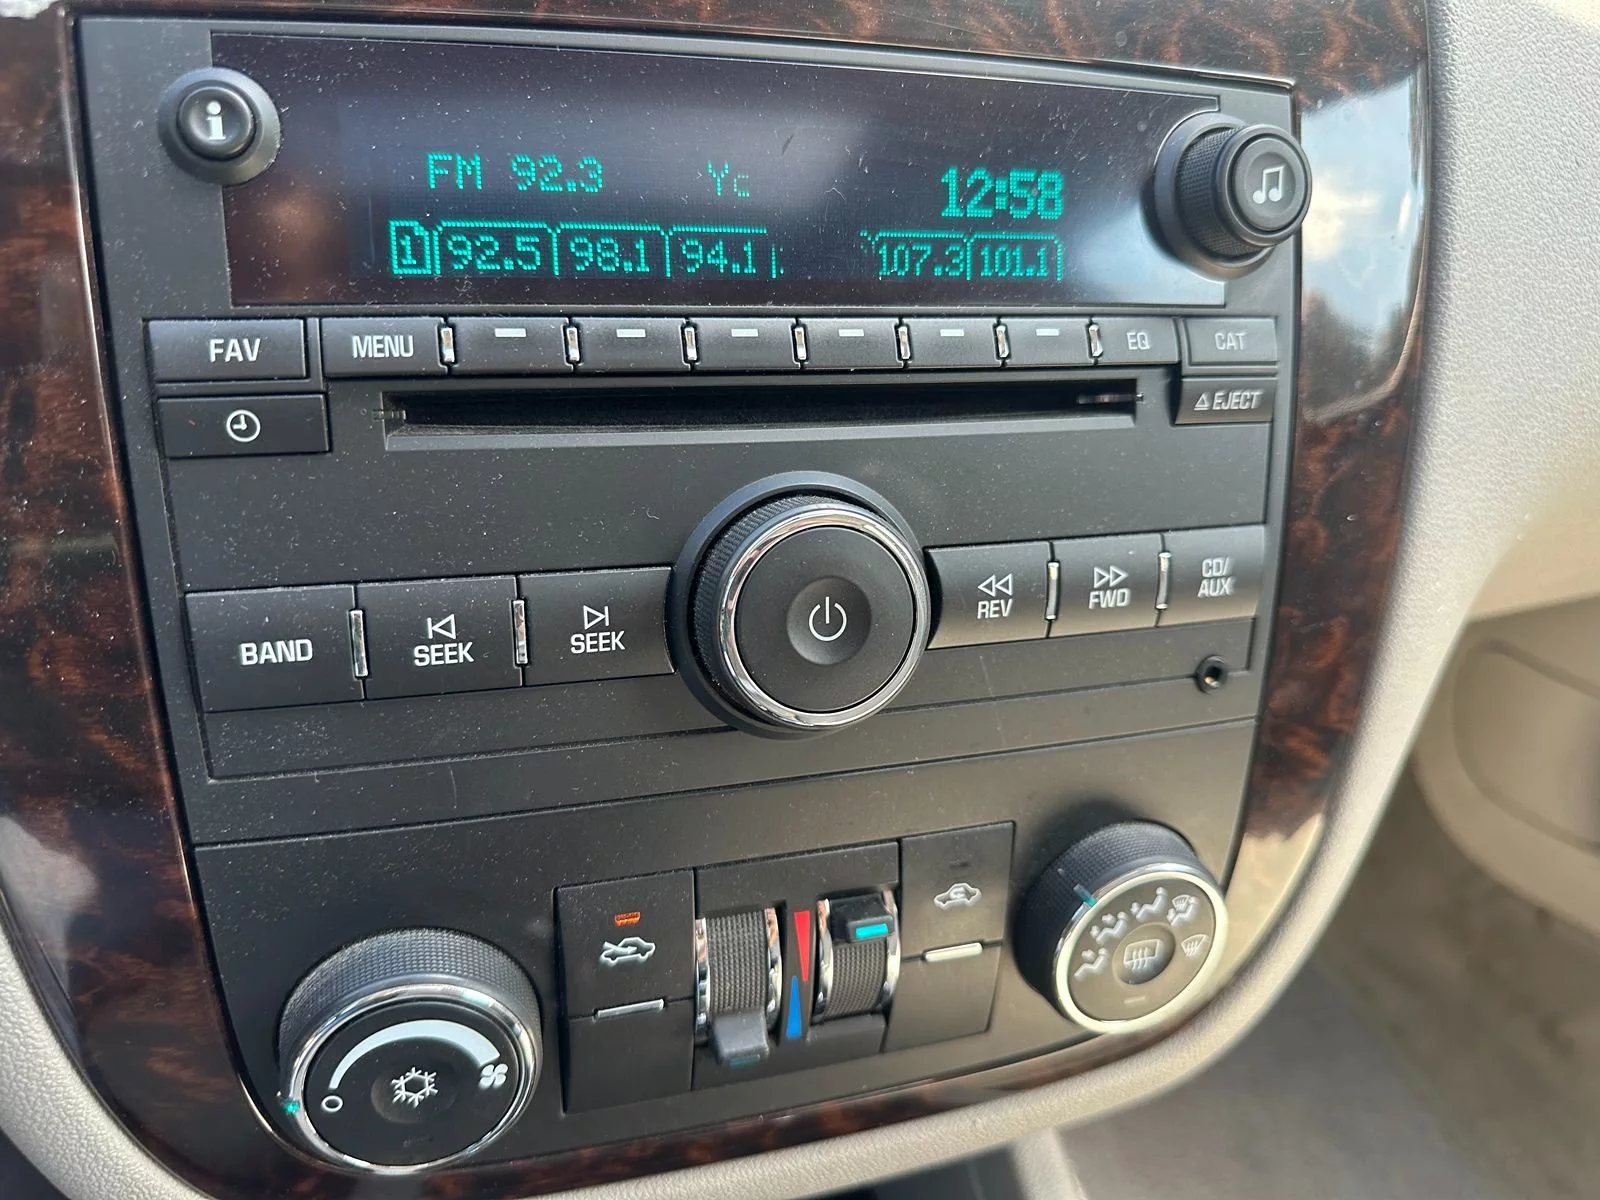 i
FM 92.3 12:58
1 92.5 98.1 94.1 107.3 101.1
FAV MENU EQ CAT
EJECT
BAND SEEK SEEK REV FWD CD/
AUX